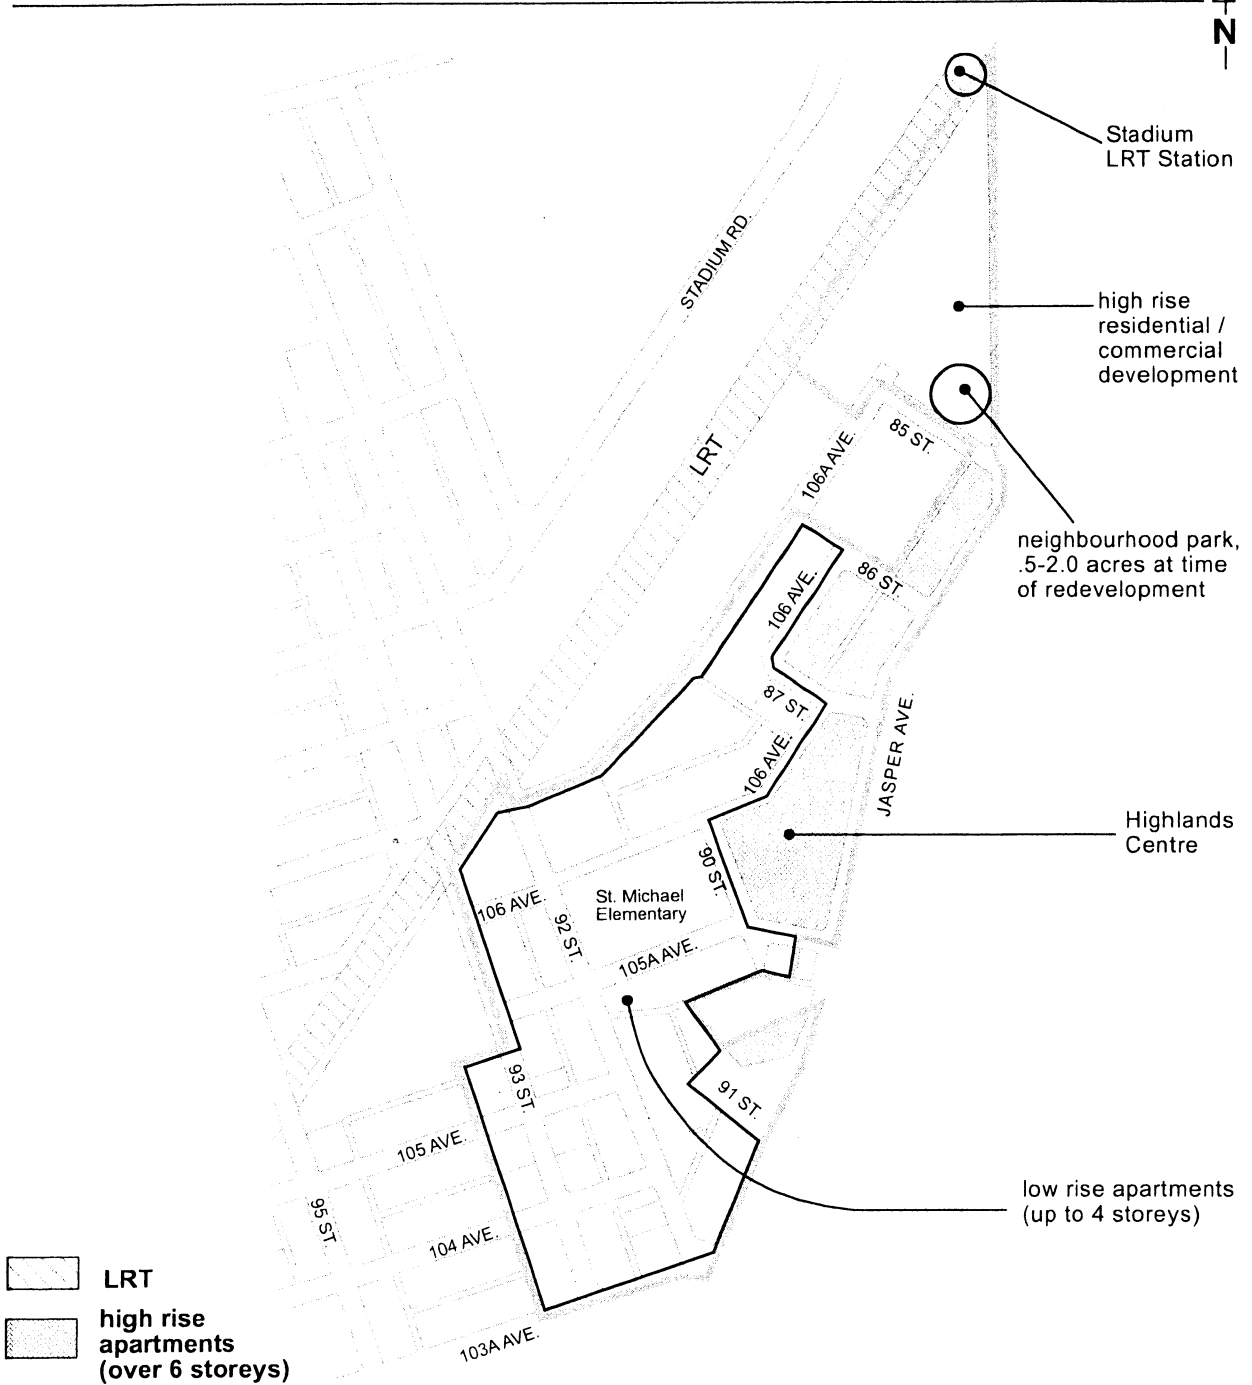 N
Stadium
LRT Station
STADIUM RD.
high rise
residential /
commercial
development
LRT
106A AVE.
85 ST.
neighbourhood park,
.5-2.0 acres at time
of redevelopment
86 ST.
106 AVE.
87 ST.
JASPER AVE.
106 AVE.
Highlands
Centre
90 ST.
St. Michael
Elementary
106 AVE.
92 ST.
105A AVE.
93 ST.
91 ST.
105 AVE.
low rise apartments
(up to 4 storeys)
95 ST.
104 AVE.
LRT
high rise
apartments
(over 6 storeys)
103A AVE.